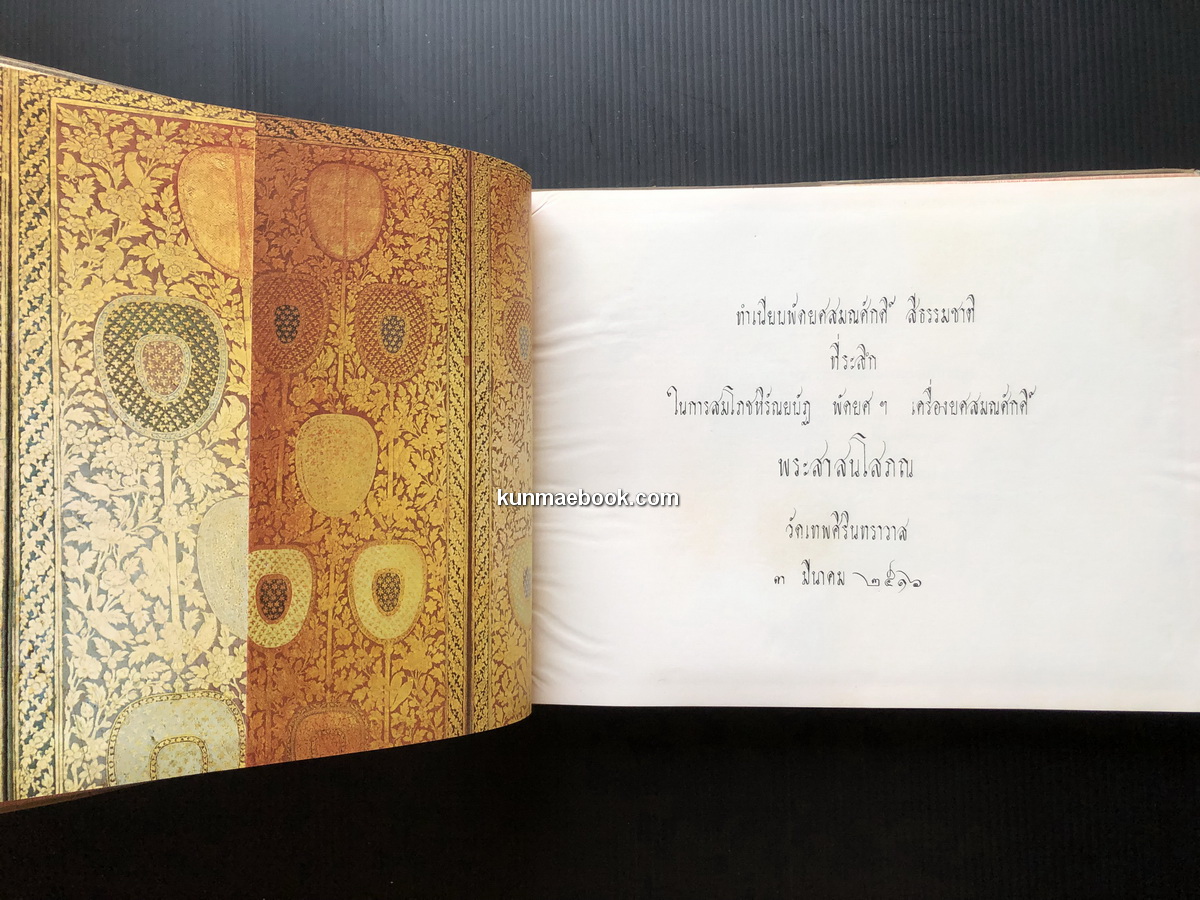 ทำเนียบพัดยศสมณศักดิ์ สีธรรมชาติ
ที่ระลึก
ในการสมโภชหิรัณยบัฏ พัดยศ ฯ เครื่องยศสมณศักดิ์
พระสาสนโสภณ
วัดเทพศิรินทราวาส
๓ มีนาคม ๒๕๑๖
kunmaebook.com